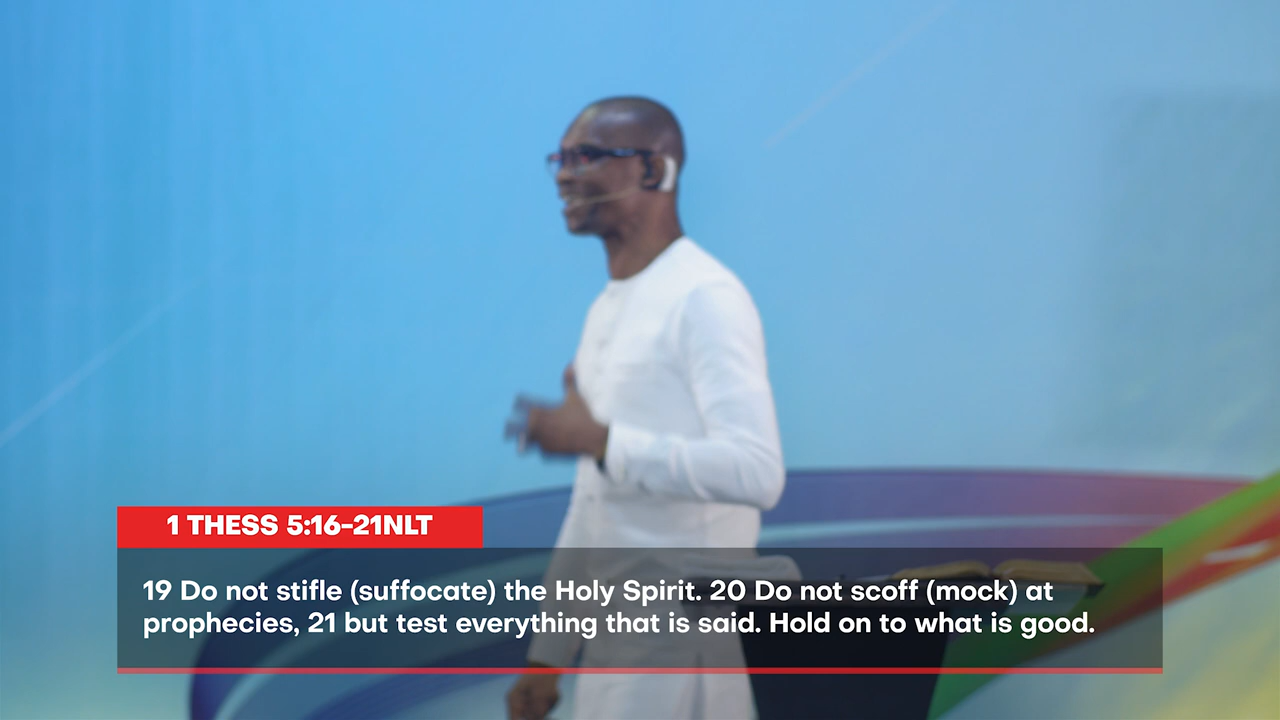 1 THESS 5:16-21NLT
19 Do not stifle (suffocate) the Holy Spirit. 20 Do not scoff (mock) at
prophecies, 21 but test everything that is said. Hold on to what is good.